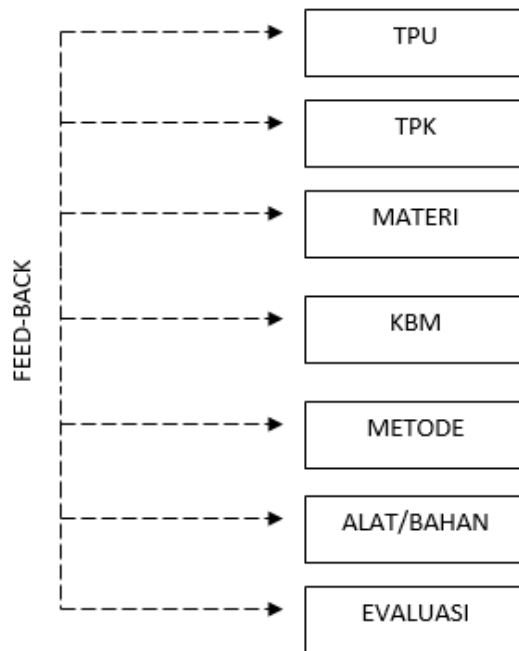 TPU
TPK
MATERI
FEED-BACK
KBM
METODE
ALAT/BAHAN
EVALUASI